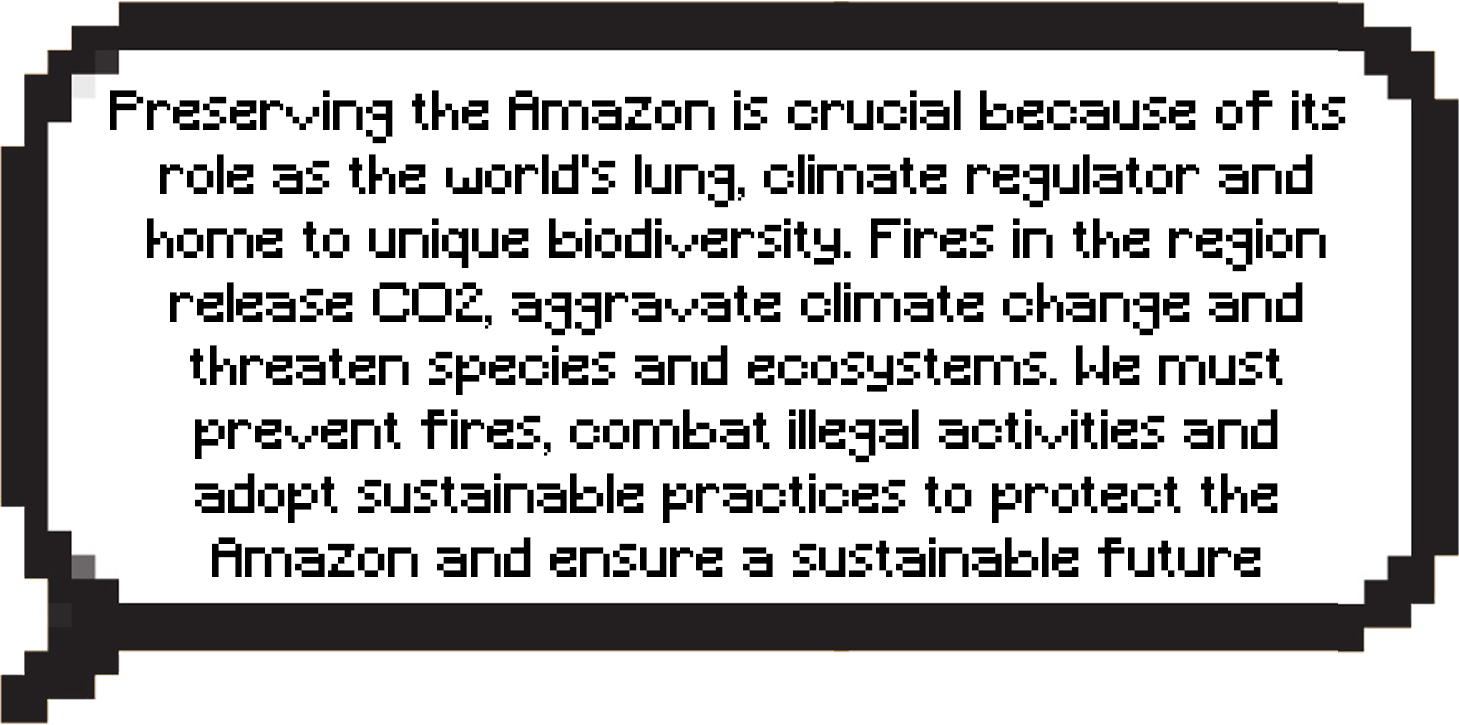 Preserving the Amazon is crucial because of its
role as the world's lung, climate regulator and
home to unique biodiversity. Fires in the region
release CO2, aggravate climate change and
threaten species and ecosystems. We must
prevent fires, combat illegal activities and
adopt sustainable practices to protect the
Amazon and ensure a sustainable future